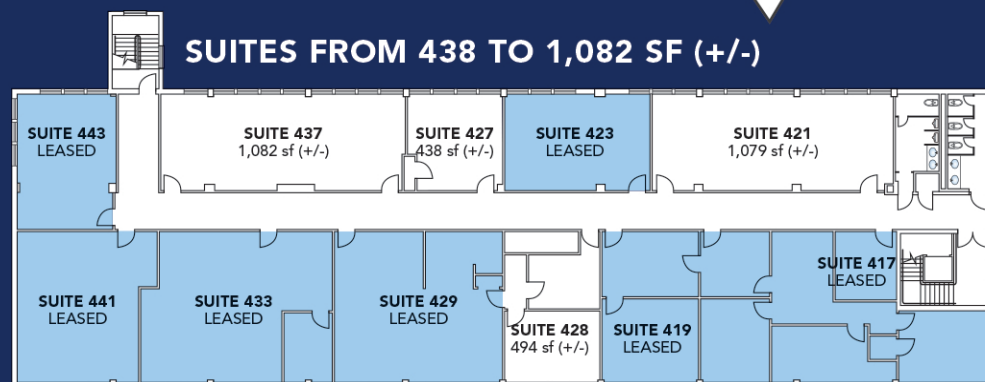 SUITES FROM 438 TO 1,082 SF (+/-)
SUITE 443
LEASED
SUITE 437
1,082 sf (+/-)
SUITE 427
438 sf (+/-)
SUITE 423
LEASED
SUITE 421
1,079 sf (+/-)
SUITE 441
LEASED
SUITE 433
LEASED
SUITE 429
LEASED
SUITE 428
494 sf (+/-)
SUITE 419
LEASED
SUITE 417
LEASED